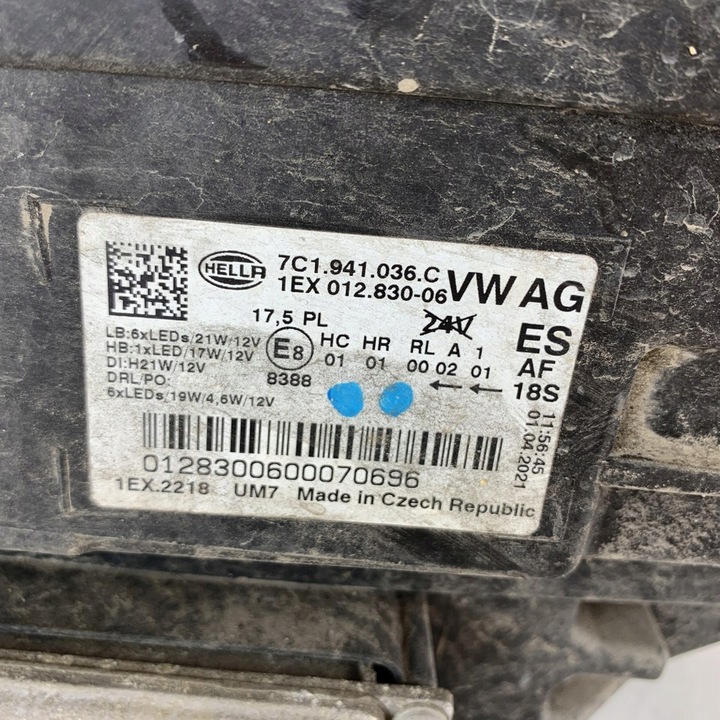 HELLA
7C1.941.036.C
1EX 012.830-06
VW AG
17,5 PL
24V
ES
LB:6xLEDs/21W/12V
HB:1xLED/17W/12V
DI:H21W/12V
DRL/PO:
6xLEDs/19W/4,6W/12V
E8
8388
HC HR RL A 1
01 01 00 02 01
AF
18S
11:56:45
01.04.2021
0128300600070696
1EX.2218 UM7 Made in Czech Republic